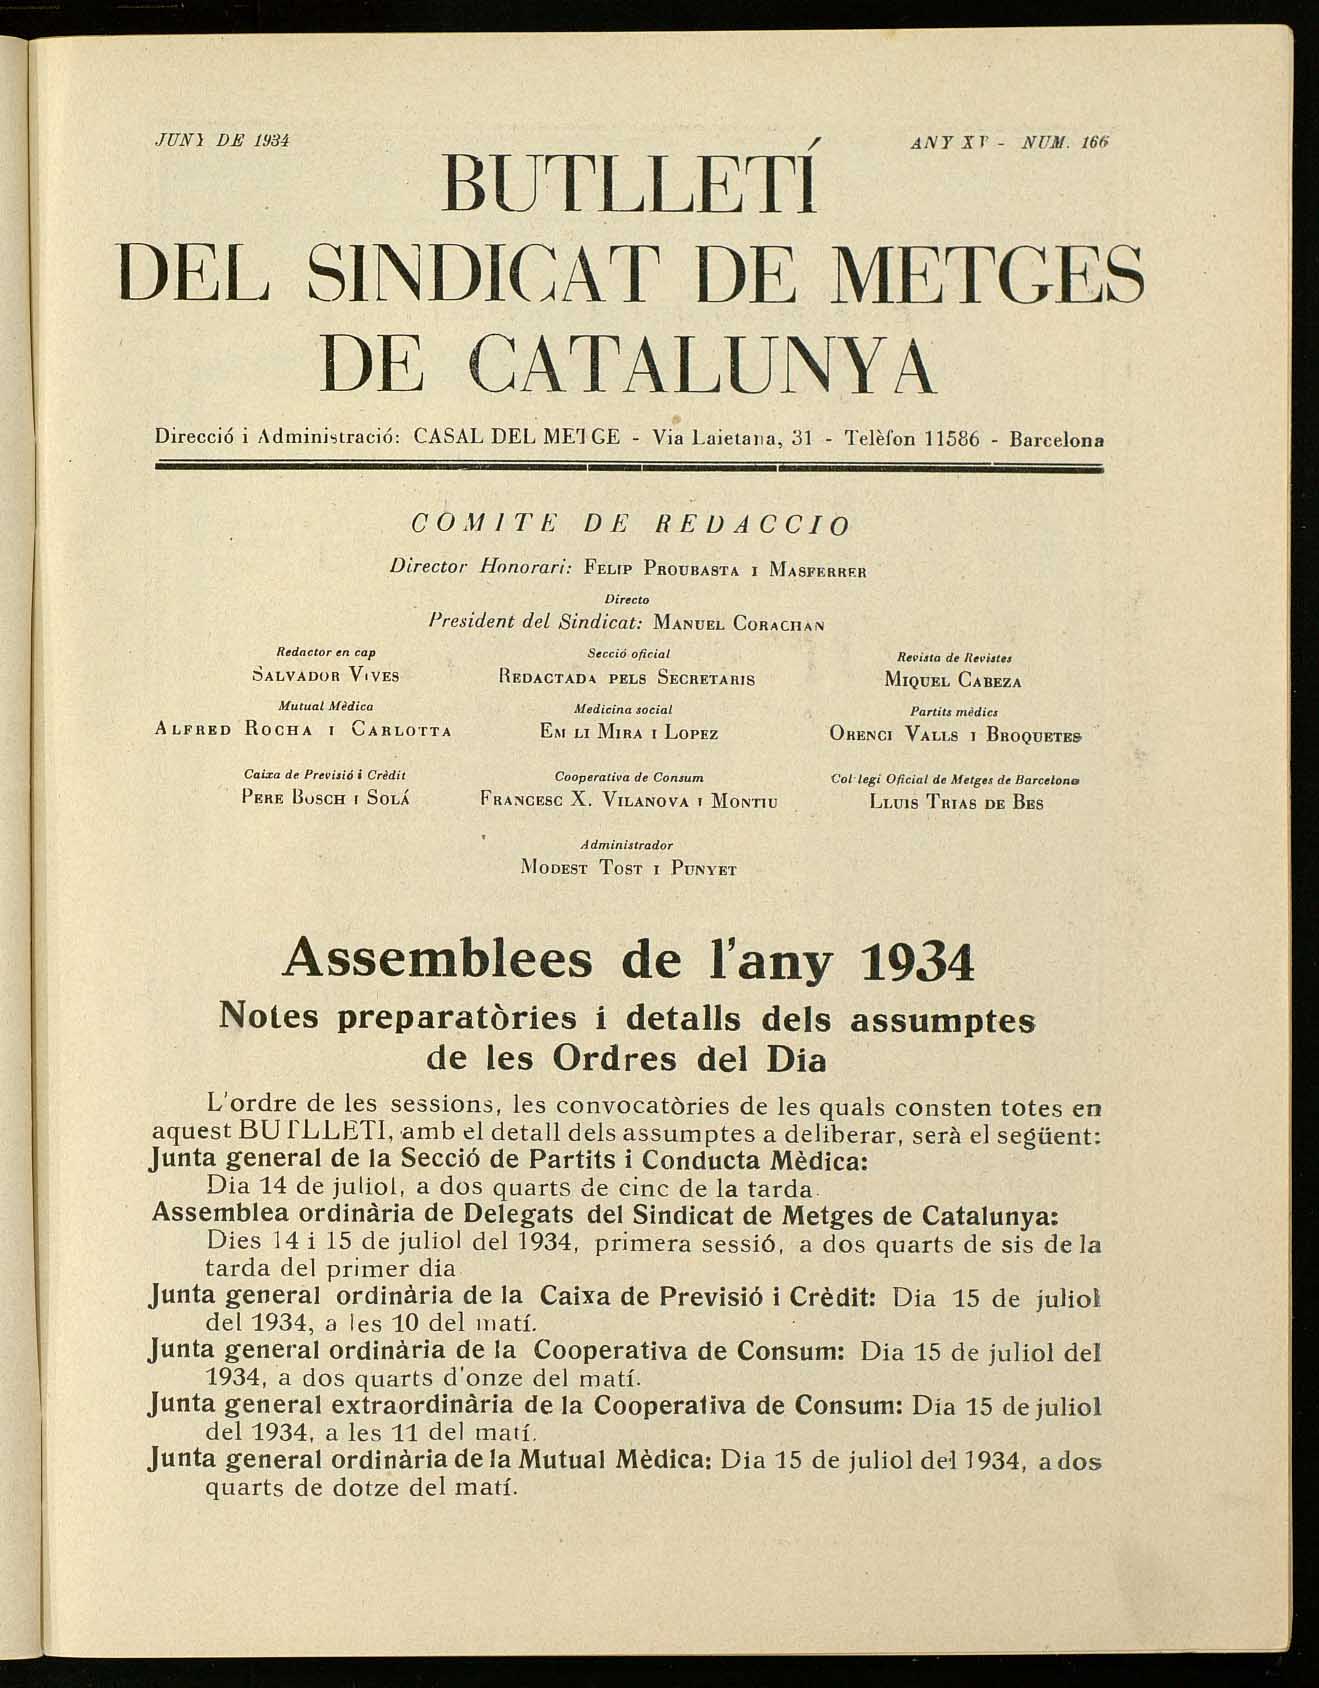 JUNY DE 1934
ANY XV - NUM. 166
BUTLLETÍ
DEL SINDICAT DE METGES
DE CATALUNYA
Direcció i Administració: CASAL DEL METGE - Via Laietana, 31 - Telèfon 11586 - Barcelona
COMITE DE REDACCIO
Director Honorari: FELIP PROUBASTA I MASFERRER
Directo
President del Sindicat: MANUEL CORACHAN
Redactor en cap
SALVADOR VIVES
Secció oficial
REDACTADA PELS SECRETARIS
Revista de Revistes
MIQUEL CABEZA
Mutual Mèdica
ALFRED ROCHA I CARLOTTA
Medicina social
EMILI MIRA I LOPEZ
Partits mèdics
ORENCI VALLS I BROQUETES
Caixa de Previsió i Crèdit
PERE BOSCH I SOLÁ
Cooperativa de Consum
FRANCESC X. VILANOVA I MONTIU
Col·legi Oficial de Metges de Barcelona
LLUIS TRIAS DE BES
Administrador
MODEST TOST I PUNYET
Assemblees de l'any 1934
Notes preparatòries i detalls dels assumptes
de les Ordres del Dia
L'ordre de les sessions, les convocatòries de les quals consten totes en
aquest BUTLLETI, amb el detall dels assumptes a deliberar, serà el següent:
Junta general de la Secció de Partits i Conducta Mèdica:
Dia 14 de juliol, a dos quarts de cinc de la tarda.
Assemblea ordinària de Delegats del Sindicat de Metges de Catalunya:
Dies 14 i 15 de juliol del 1934, primera sessió, a dos quarts de sis de la
tarda del primer dia
Junta general ordinària de la Caixa de Previsió i Crèdit: Dia 15 de juliol
del 1934, a les 10 del matí.
Junta general ordinària de la Cooperativa de Consum: Dia 15 de juliol del
1934, a dos quarts d'onze del matí.
Junta general extraordinària de la Cooperativa de Consum: Dia 15 de juliol
del 1934, a les 11 del matí.
Junta general ordinària de la Mutual Mèdica: Dia 15 de juliol del 1934, a dos
quarts de dotze del matí.